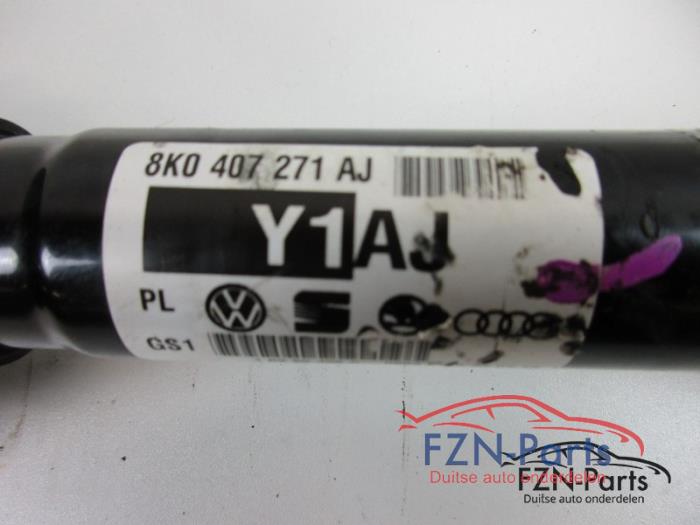 8K0 407 271 AJ
Y1AJ
PL
GS1
FZN-Parts
Duitse auto onderdelen
FZN-Parts
Duitse auto onderdelen